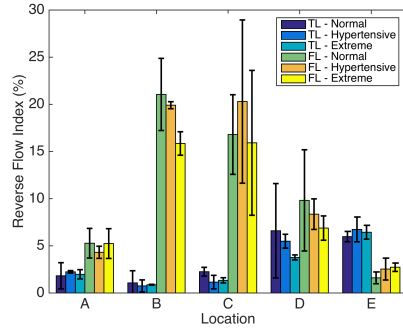 30
25
20
15
10
5
0
Reverse Flow Index (%)
TL - Normal
TL - Hypertensive
TL - Extreme
FL - Normal
FL - Hypertensive
FL - Extreme
A B C D E
Location